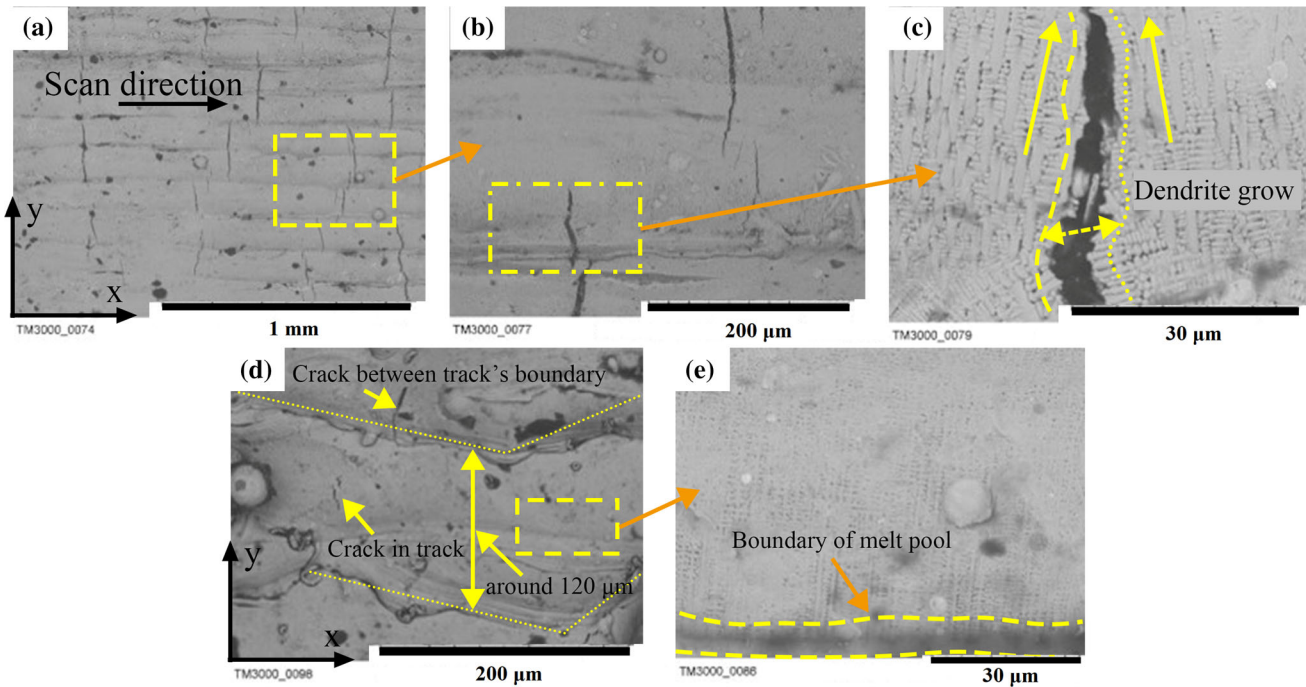 (a)
Scan direction
y
x
TM3000_0074
1 mm
(b)
TM3000_0077
200 μm
(c)
Dendrite grow
TM3000_0079
30 μm
(d)
Crack between track's boundary
Crack in track
around 120 μm
y
x
TM3000_0098
200 μm
(e)
Boundary of melt pool
TM3000_0086
30 μm